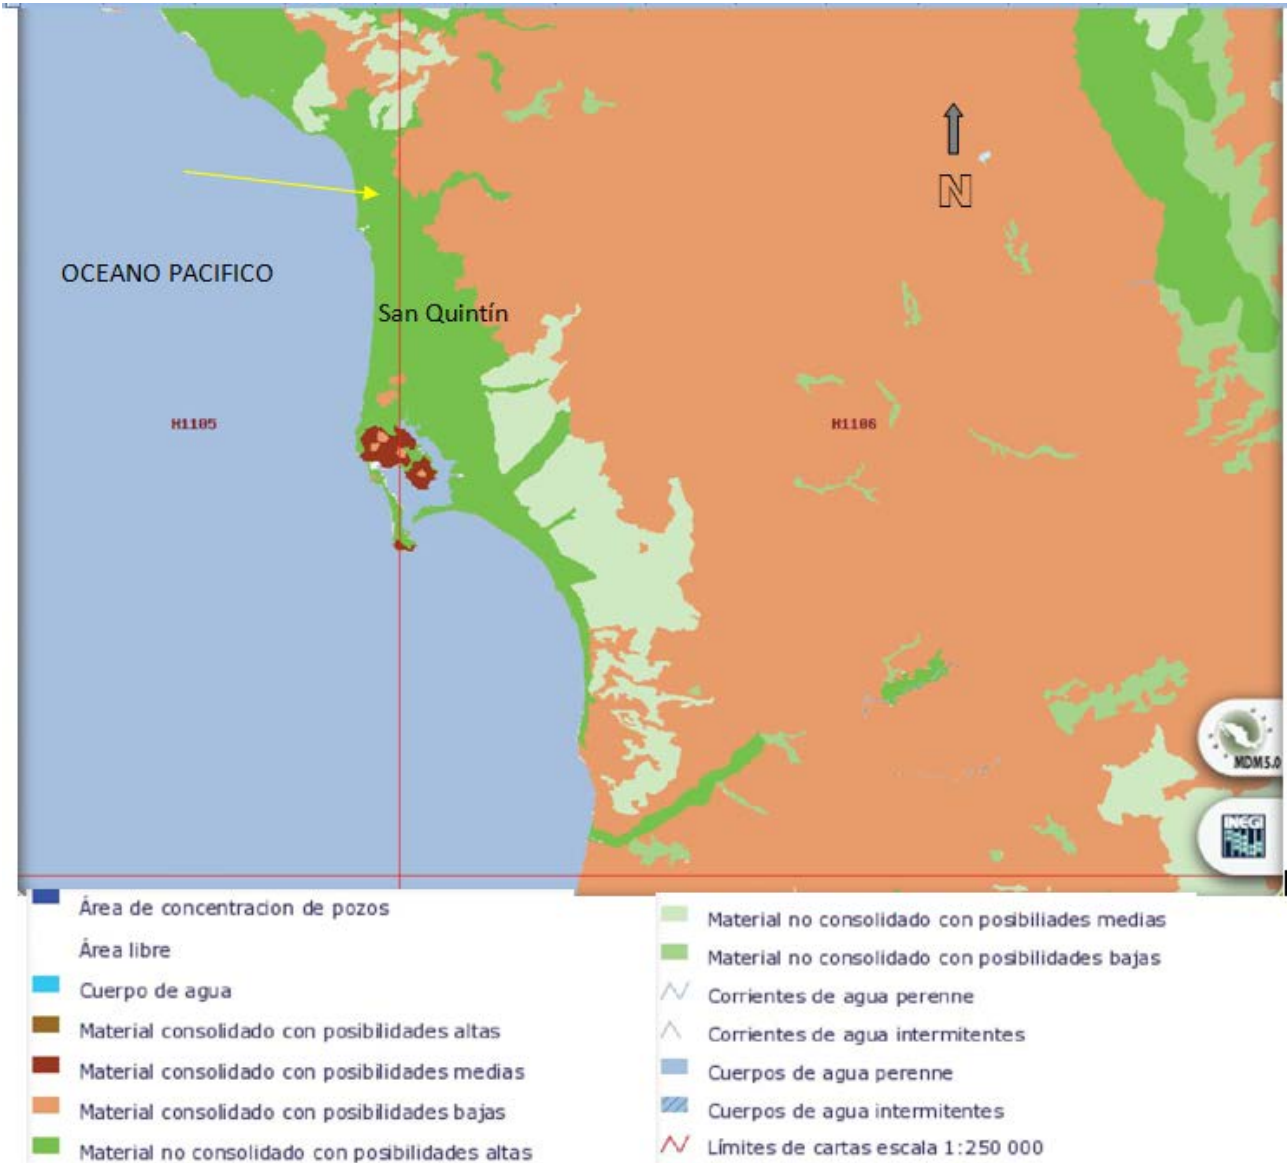 N
OCEANO PACIFICO
San Quintín
H1105
H1106
MDM5.0
INEGI
Área de concentracion de pozos
Área libre
Cuerpo de agua
Material consolidado con posibilidades altas
Material consolidado con posibilidades medias
Material consolidado con posibilidades bajas
Material no consolidado con posibilidades altas
Material no consolidado con posibiliades medias
Material no consolidado con posibilidades bajas
Corrientes de agua perenne
Corrientes de agua intermitentes
Cuerpos de agua perenne
Cuerpos de agua intermitentes
Límites de cartas escala 1:250 000